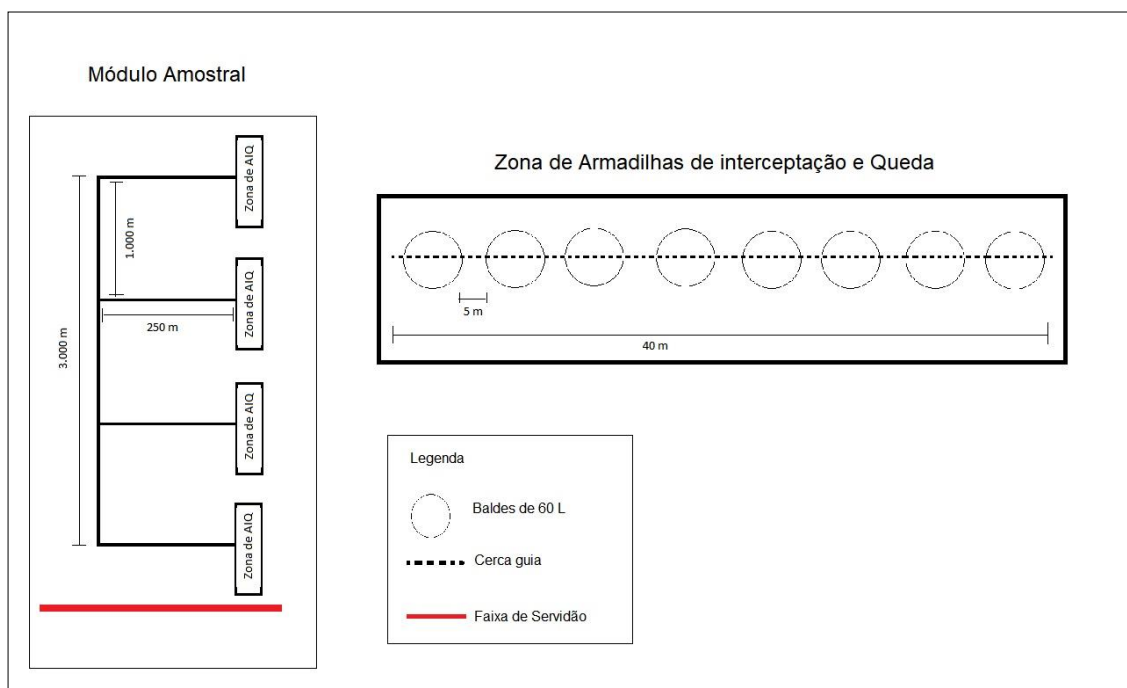 Módulo Amostral
Zona de AIQ
1.000 m
Zona de AIQ
250 m
3.000 m
Zona de AIQ
Zona de AIQ
Zona de Armadilhas de interceptação e Queda
5 m
40 m
Legenda
Baldes de 60 L
Cerca guia
Faixa de Servidão